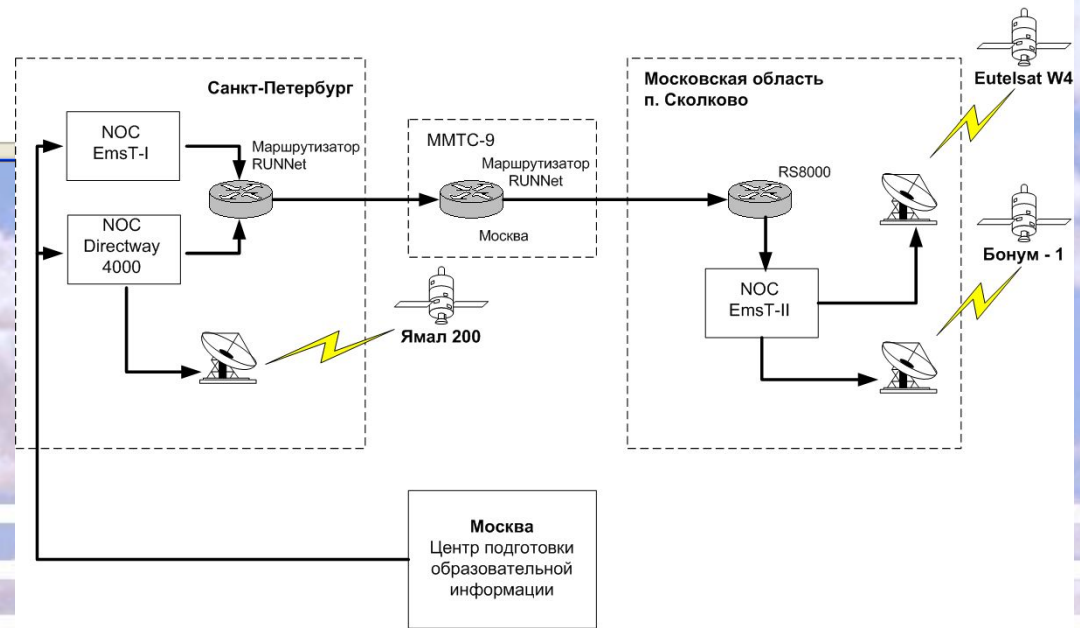 Санкт-Петербург
NOC
EmsT-I
Маршрутизатор
RUNNet
NOC
Directway
4000
Ямал 200
ММТС-9
Маршрутизатор
RUNNet
Москва
Московская область
п. Сколково
RS8000
NOC
EmsT-II
Eutelsat W4
Бонум - 1
Москва
Центр подготовки
образовательной
информации